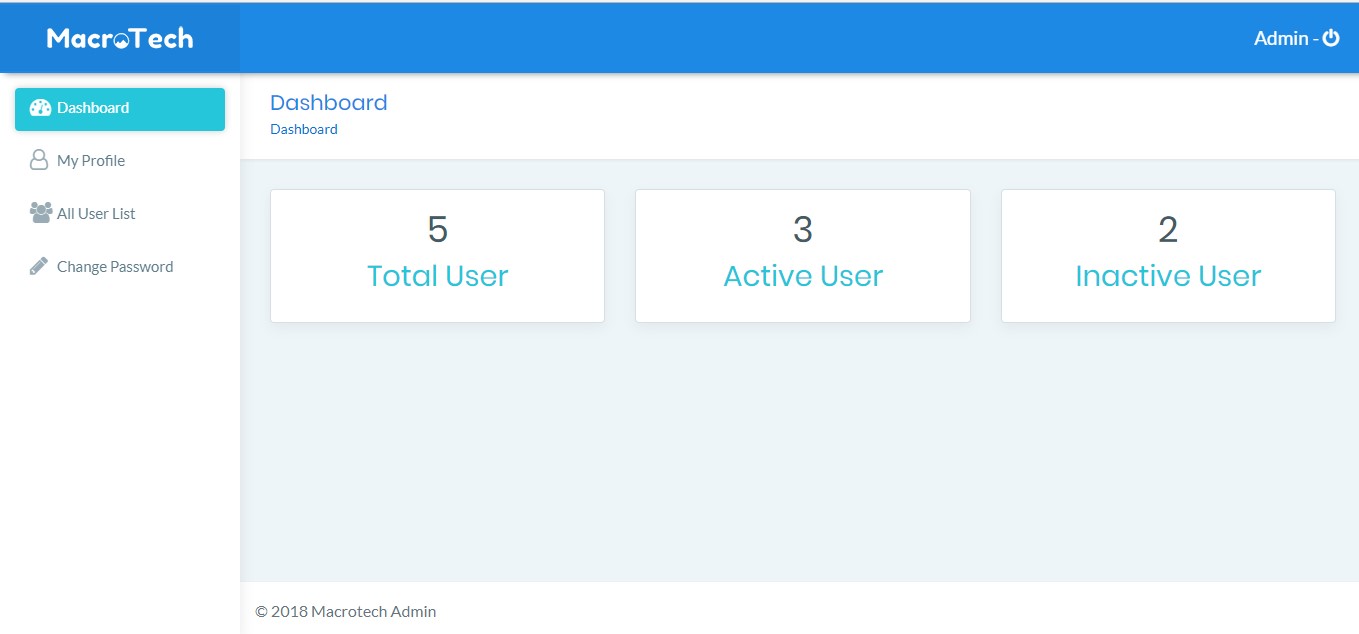 MacroTech
Admin -
Dashboard
My Profile
All User List
Change Password
Dashboard
Dashboard
5
Total User
3
Active User
2
Inactive User
© 2018 Macrotech Admin